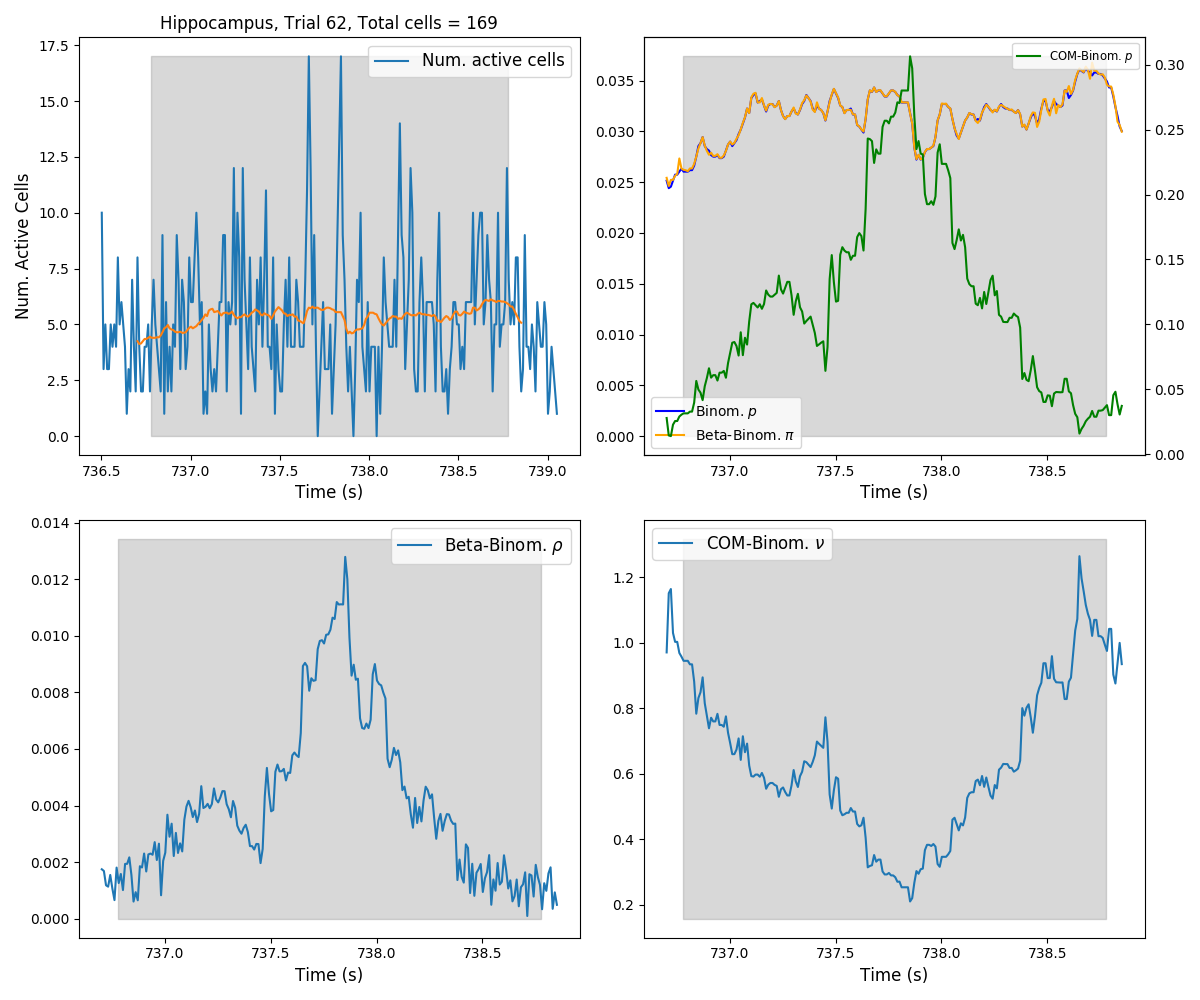 Hippocampus, Trial 62, Total cells = 169
Num. active cells
Num. Active Cells
17.5
15.0
12.5
10.0
7.5
5.0
2.5
0.0
736.5 737.0 737.5 738.0 738.5 739.0
Time (s)
COM-Binom. p
Binom. p
Beta-Binom. π
0.035
0.030
0.025
0.020
0.015
0.010
0.005
0.000
0.30
0.25
0.20
0.15
0.10
0.05
0.00
737.0 737.5 738.0 738.5
Time (s)
Beta-Binom. ρ
0.014
0.012
0.010
0.008
0.006
0.004
0.002
0.000
737.0 737.5 738.0 738.5
Time (s)
COM-Binom. ν
1.2
1.0
0.8
0.6
0.4
0.2
737.0 737.5 738.0 738.5
Time (s)